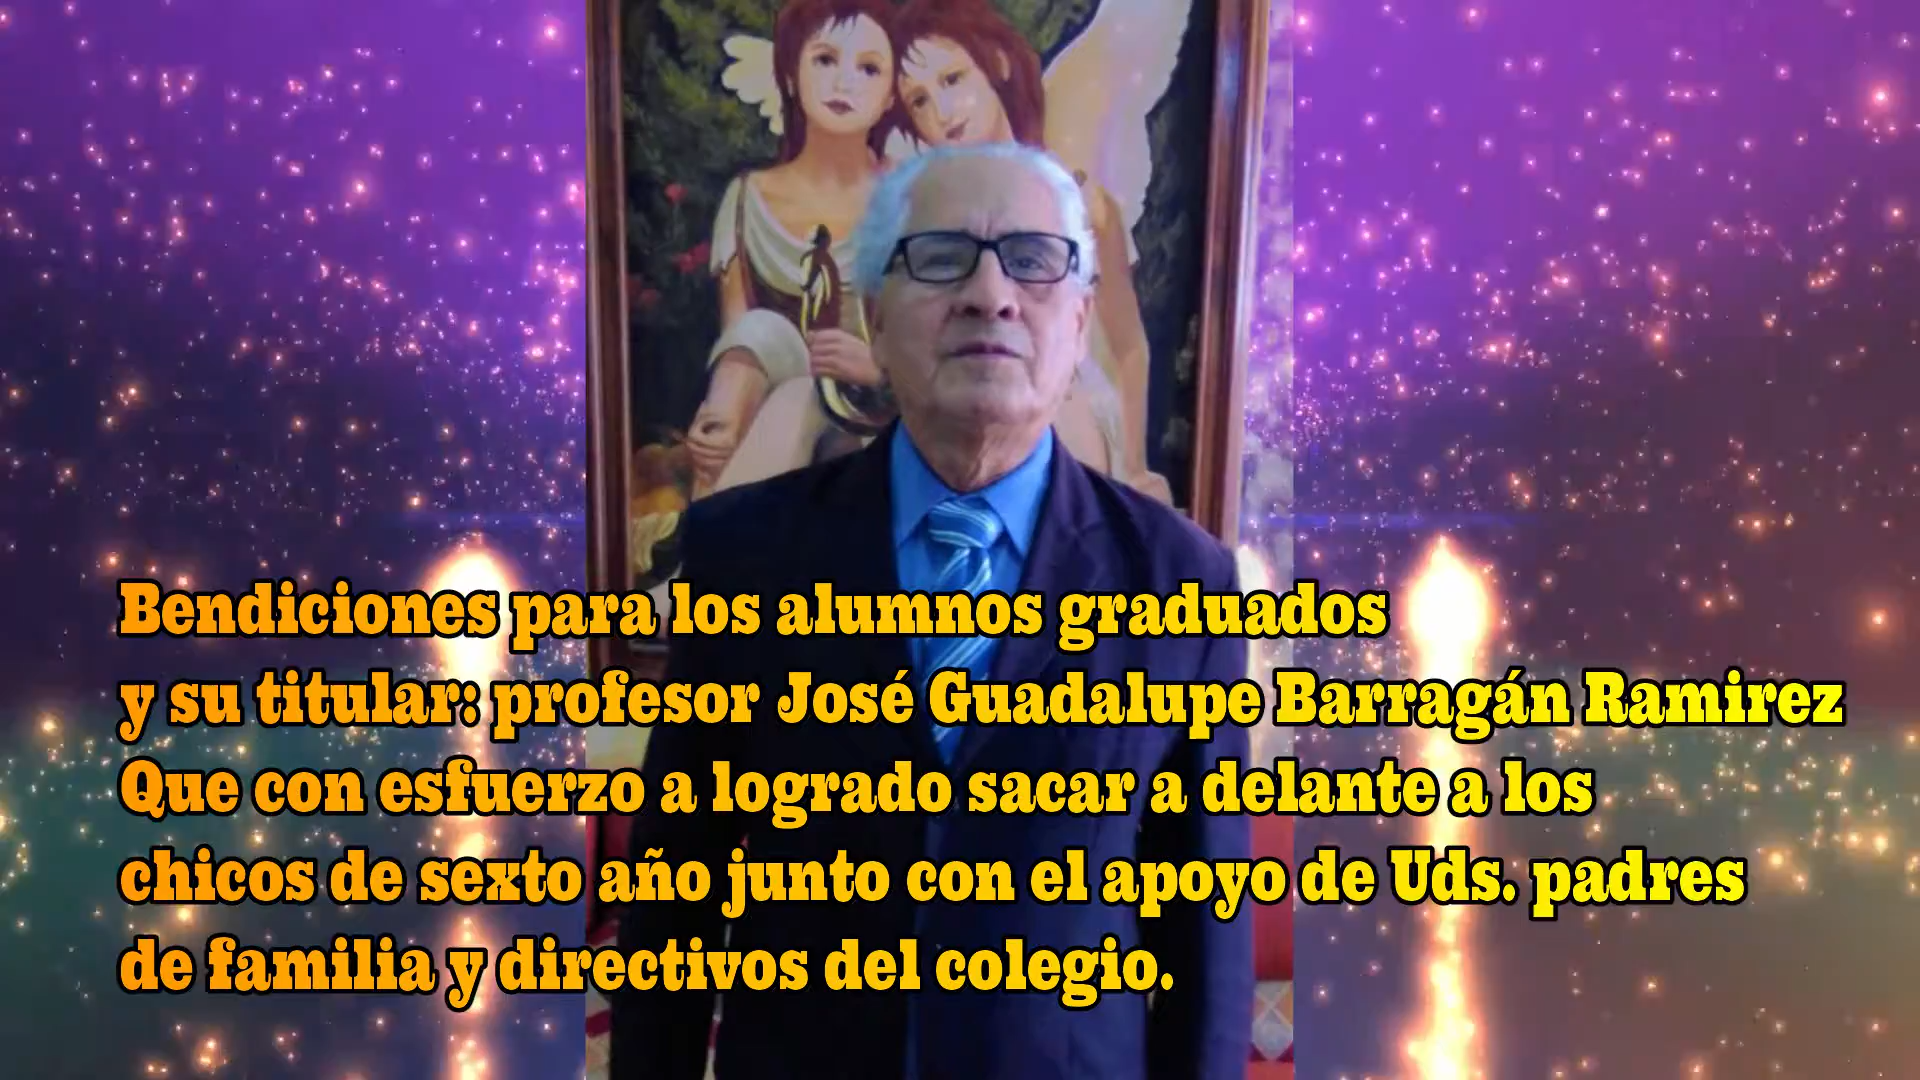 Bendiciones para los alumnos graduados
y su titular: profesor José Guadalupe Barragán Ramirez
Que con esfuerzo a logrado sacar a delante a los
chicos de sexto año junto con el apoyo de Uds. padres
de familia y directivos del colegio.